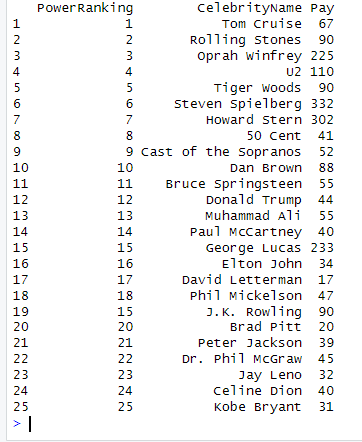 PowerRanking CelebrityName Pay
1 1 Tom Cruise 67
2 2 Rolling Stones 90
3 3 Oprah Winfrey 225
4 4 U2 110
5 5 Tiger Woods 90
6 6 Steven Spielberg 332
7 7 Howard Stern 302
8 8 50 Cent 41
9 9 Cast of the Sopranos 52
10 10 Dan Brown 88
11 11 Bruce Springsteen 55
12 12 Donald Trump 44
13 13 Muhammad Ali 55
14 14 Paul McCartney 40
15 15 George Lucas 233
16 16 Elton John 34
17 17 David Letterman 17
18 18 Phil Mickelson 47
19 15 J.K. Rowling 90
20 20 Brad Pitt 20
21 21 Peter Jackson 39
22 22 Dr. Phil McGraw 45
23 23 Jay Leno 32
24 24 Celine Dion 40
25 25 Kobe Bryant 31
>